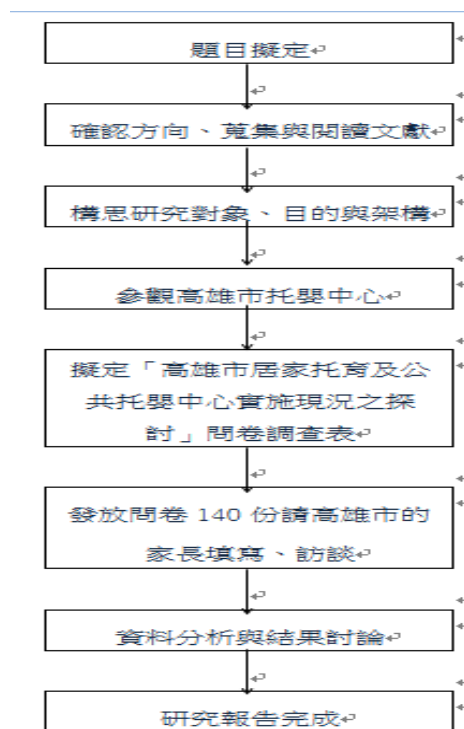 題目擬定
確認方向、蒐集與閱讀文獻
構思研究對象、目的與架構
參觀高雄市托嬰中心
擬定「高雄市居家托育及公
共托嬰中心實施現況之探
討」問卷調查表
發放問卷 140 份請高雄市的
家長填寫、訪談
資料分析與結果討論
研究報告完成